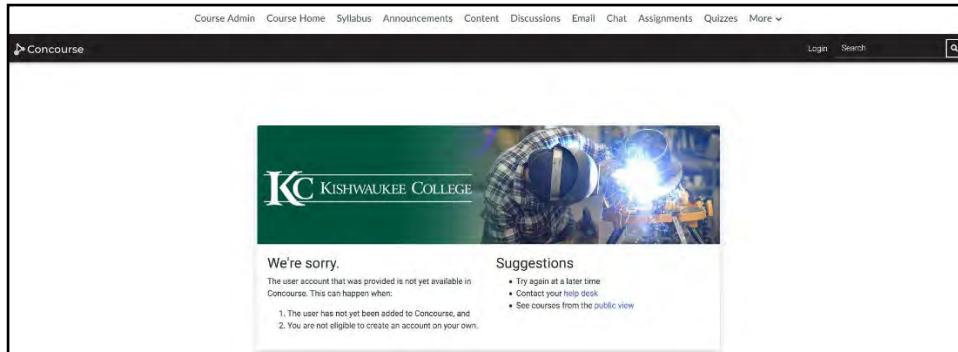 Course Admin Course Home Syllabus Announcements Content Discussions Email Chat Assignments Quizzes More
Concourse
Login Search
KC KISHWAUKEE COLLEGE
We're sorry.
The user account that was provided is not yet available in
Concourse. This can happen when:
1. The user has not yet been added to Concourse, and
2. You are not eligible to create an account on your own.
Suggestions
• Try again at a later time
• Contact your help desk
• See courses from the public view